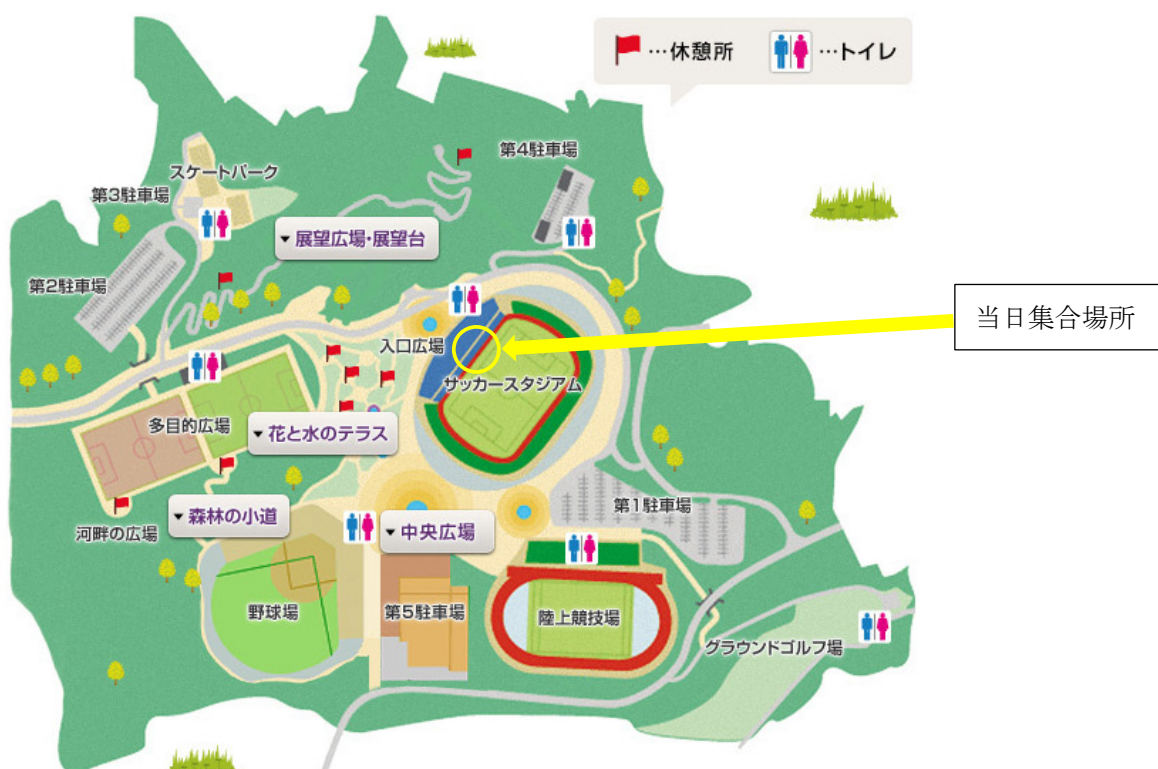 …休憩所
…トイレ
第4駐車場
スケートパーク
第3駐車場
展望広場・展望台
第2駐車場
当日集合場所
入口広場
サッカースタジアム
多目的広場
花と水のテラス
第1駐車場
森林の小道
河畔の広場
中央広場
野球場
第5駐車場
陸上競技場
グラウンドゴルフ場